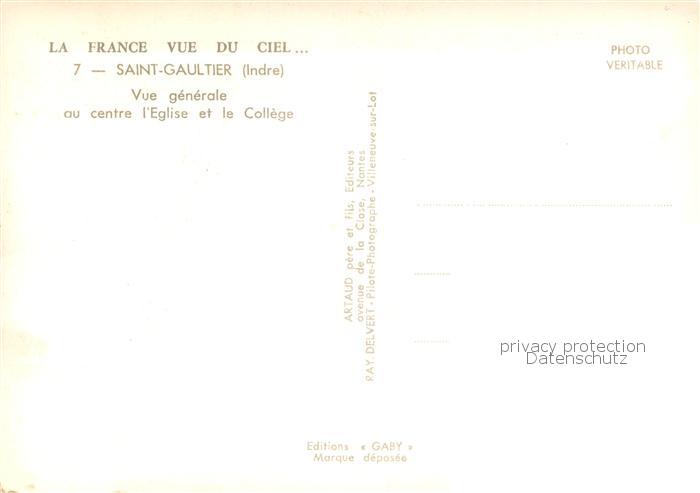 LA FRANCE VUE DU CIEL...
7 — SAINT-GAULTIER (Indre)
Vue générale
au centre l'Eglise et le Collège
PHOTO
VERITABLE
ARTAUD père et Fils, Editeurs
avenue de la Close, Nantes
RAY. DELVERT - Pilote-Photographe - Villeneuve-sur-Lot
privacy protection
Datenschutz
Editions « GABY »
Marque déposée